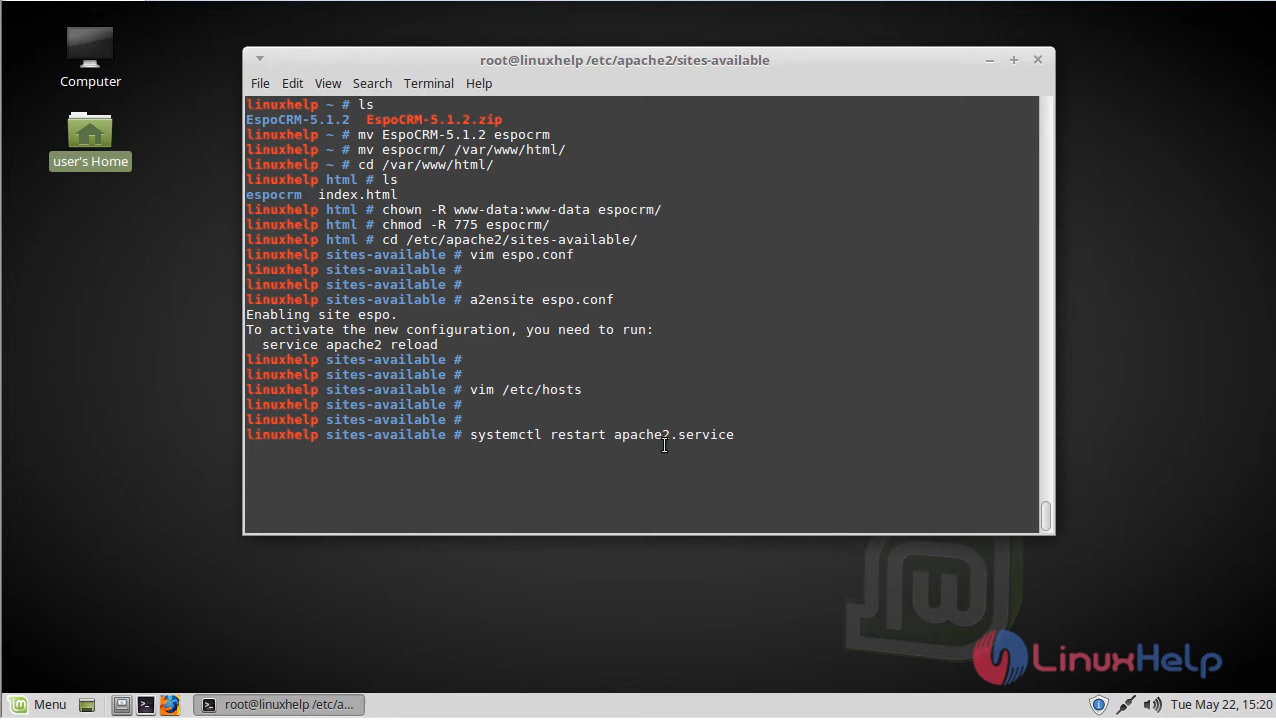 Computer
user's Home
root@linuxhelp /etc/apache2/sites-available
File Edit View Search Terminal Help
linuxhelp ~ # ls
EspoCRM-5.1.2 EspoCRM-5.1.2.zip
linuxhelp ~ # mv EspoCRM-5.1.2 espocrm
linuxhelp ~ # mv espocrm/ /var/www/html/
linuxhelp ~ # cd /var/www/html/
linuxhelp html # ls
espocrm index.html
linuxhelp html # chown -R www-data:www-data espocrm/
linuxhelp html # chmod -R 775 espocrm/
linuxhelp html # cd /etc/apache2/sites-available/
linuxhelp sites-available # vim espo.conf
linuxhelp sites-available #
linuxhelp sites-available #
linuxhelp sites-available # a2ensite espo.conf
Enabling site espo.
To activate the new configuration, you need to run:
service apache2 reload
linuxhelp sites-available #
linuxhelp sites-available #
linuxhelp sites-available # vim /etc/hosts
linuxhelp sites-available #
linuxhelp sites-available #
linuxhelp sites-available # systemctl restart apache2.service
LinuxHelp
Menu root@linuxhelp /etc/a... Tue May 22, 15:20